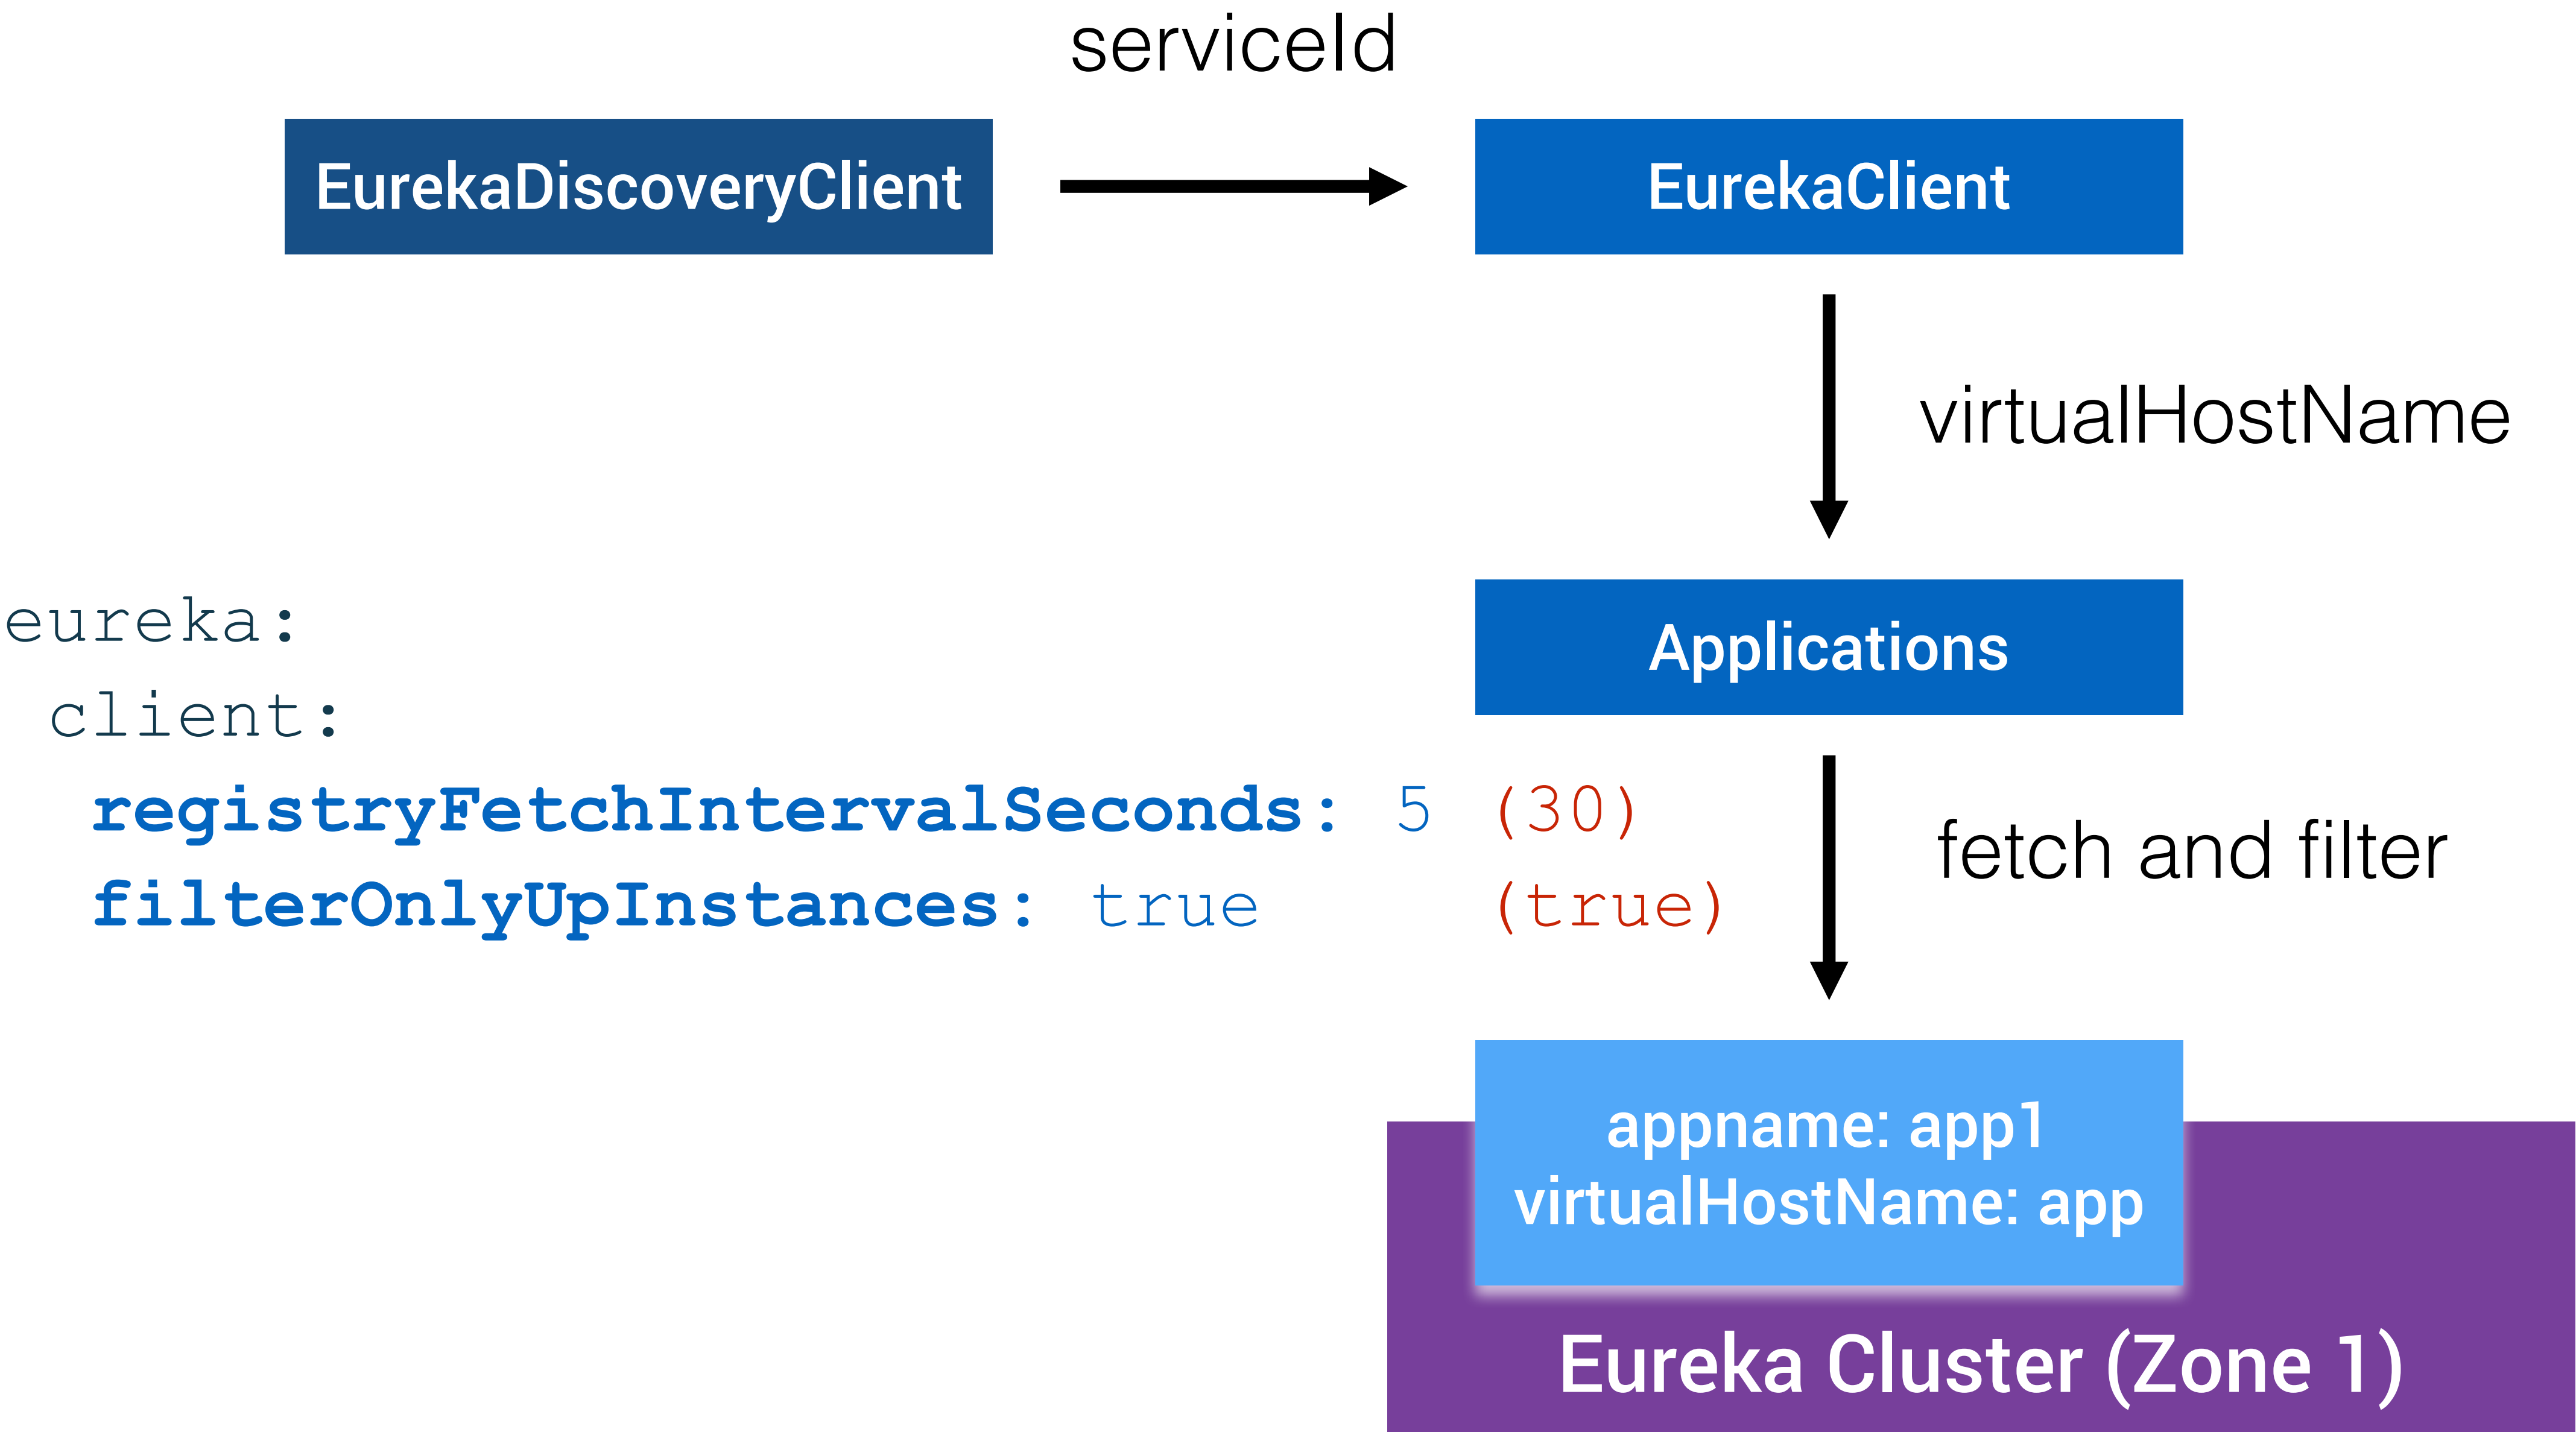 serviceId
EurekaDiscoveryClient
EurekaClient
virtualHostName
Applications
eureka:
client:
registryFetchIntervalSeconds: 5 (30)
filterOnlyUpInstances: true (true)
fetch and filter
appname: app1
virtualHostName: app
Eureka Cluster (Zone 1)